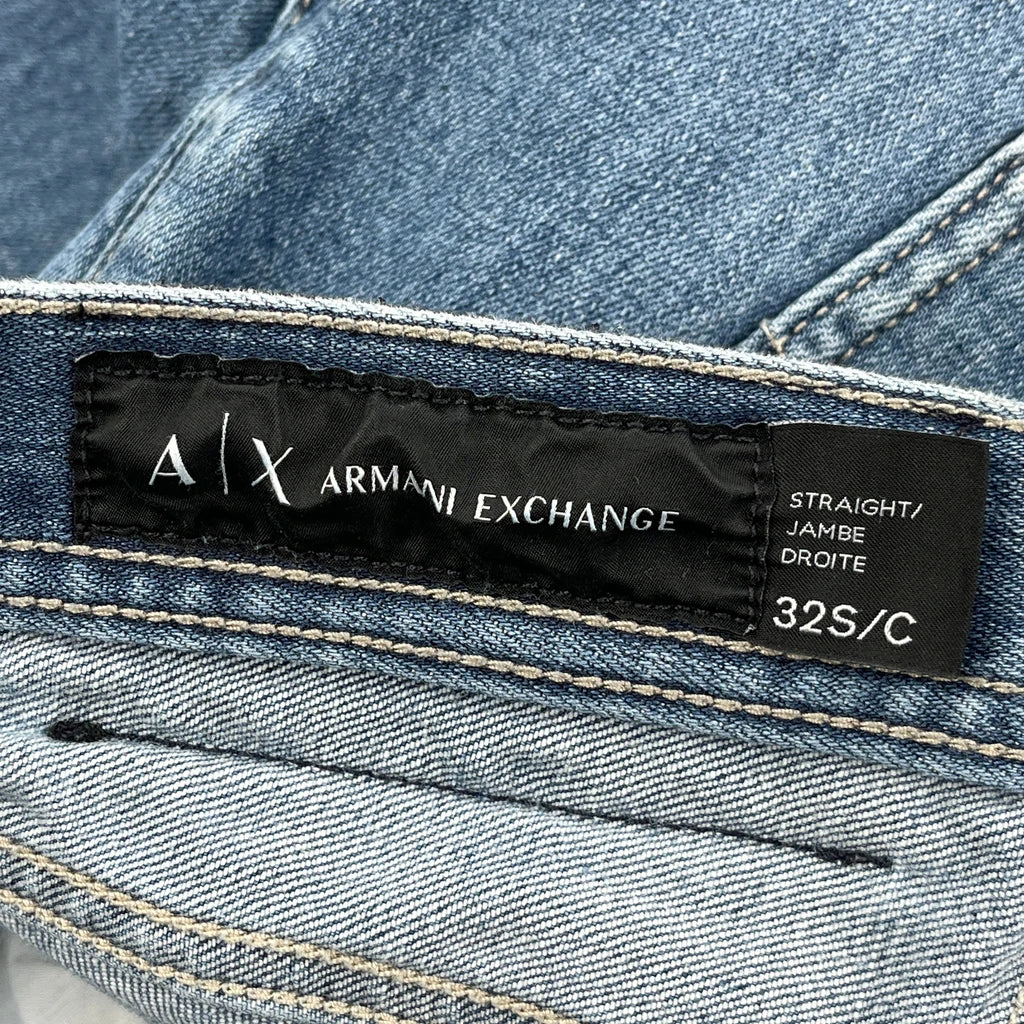 A|X ARMANI EXCHANGE
STRAIGHT/
JAMBE
DROITE
32S/C